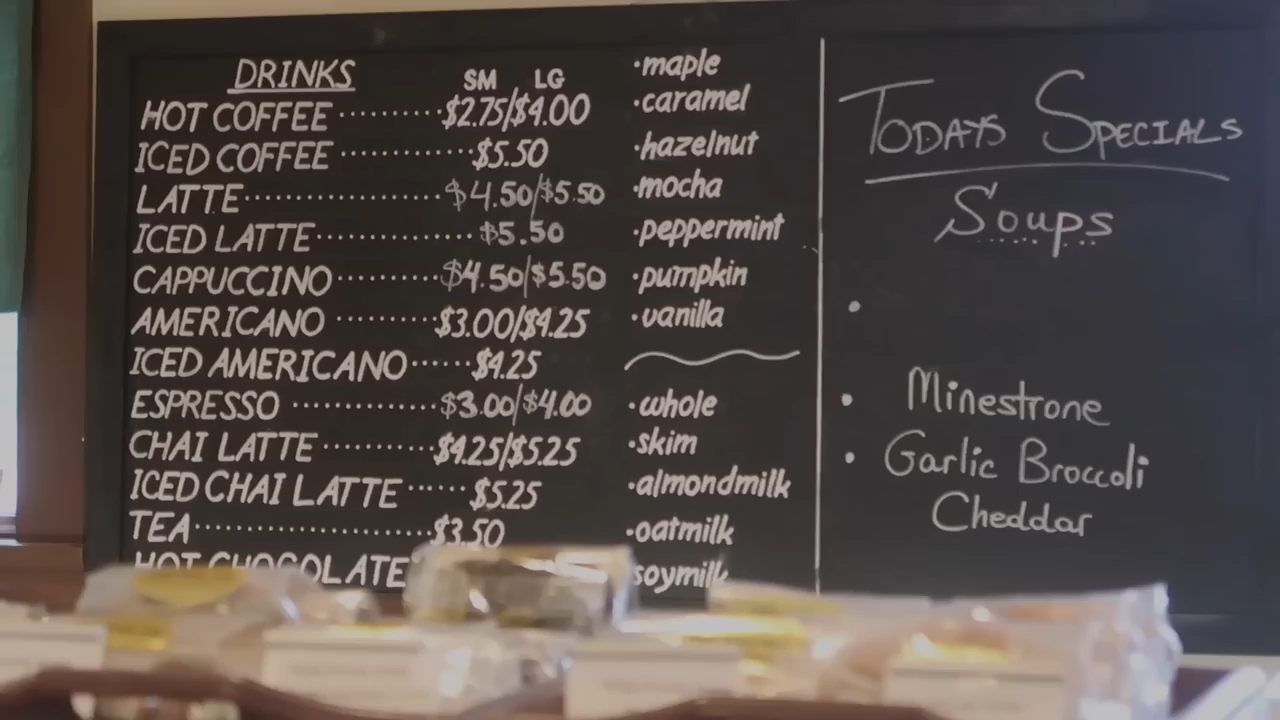 DRINKS SM LG
HOT COFFEE ·········· $2.75/$4.00
ICED COFFEE ············· $5.50
LATTE ··················· $4.50/$5.50
ICED LATTE ··············· $5.50
CAPPUCCINO ·········· $4.50/$5.50
AMERICANO ·········· $3.00/$4.25
ICED AMERICANO ······ $4.25
ESPRESSO ·············· $3.00/$4.00
CHAI LATTE ··········· $4.25/$5.25
ICED CHAI LATTE ······ $5.25
TEA ······················ $3.50
HOT CHOCOLATE
·maple
·caramel
·hazelnut
·mocha
·peppermint
·pumpkin
·vanilla
·whole
·skim
·almondmilk
·oatmilk
soymilk
TODAYS SPECIALS
Soups
•
• Minestrone
• Garlic Broccoli
Cheddar